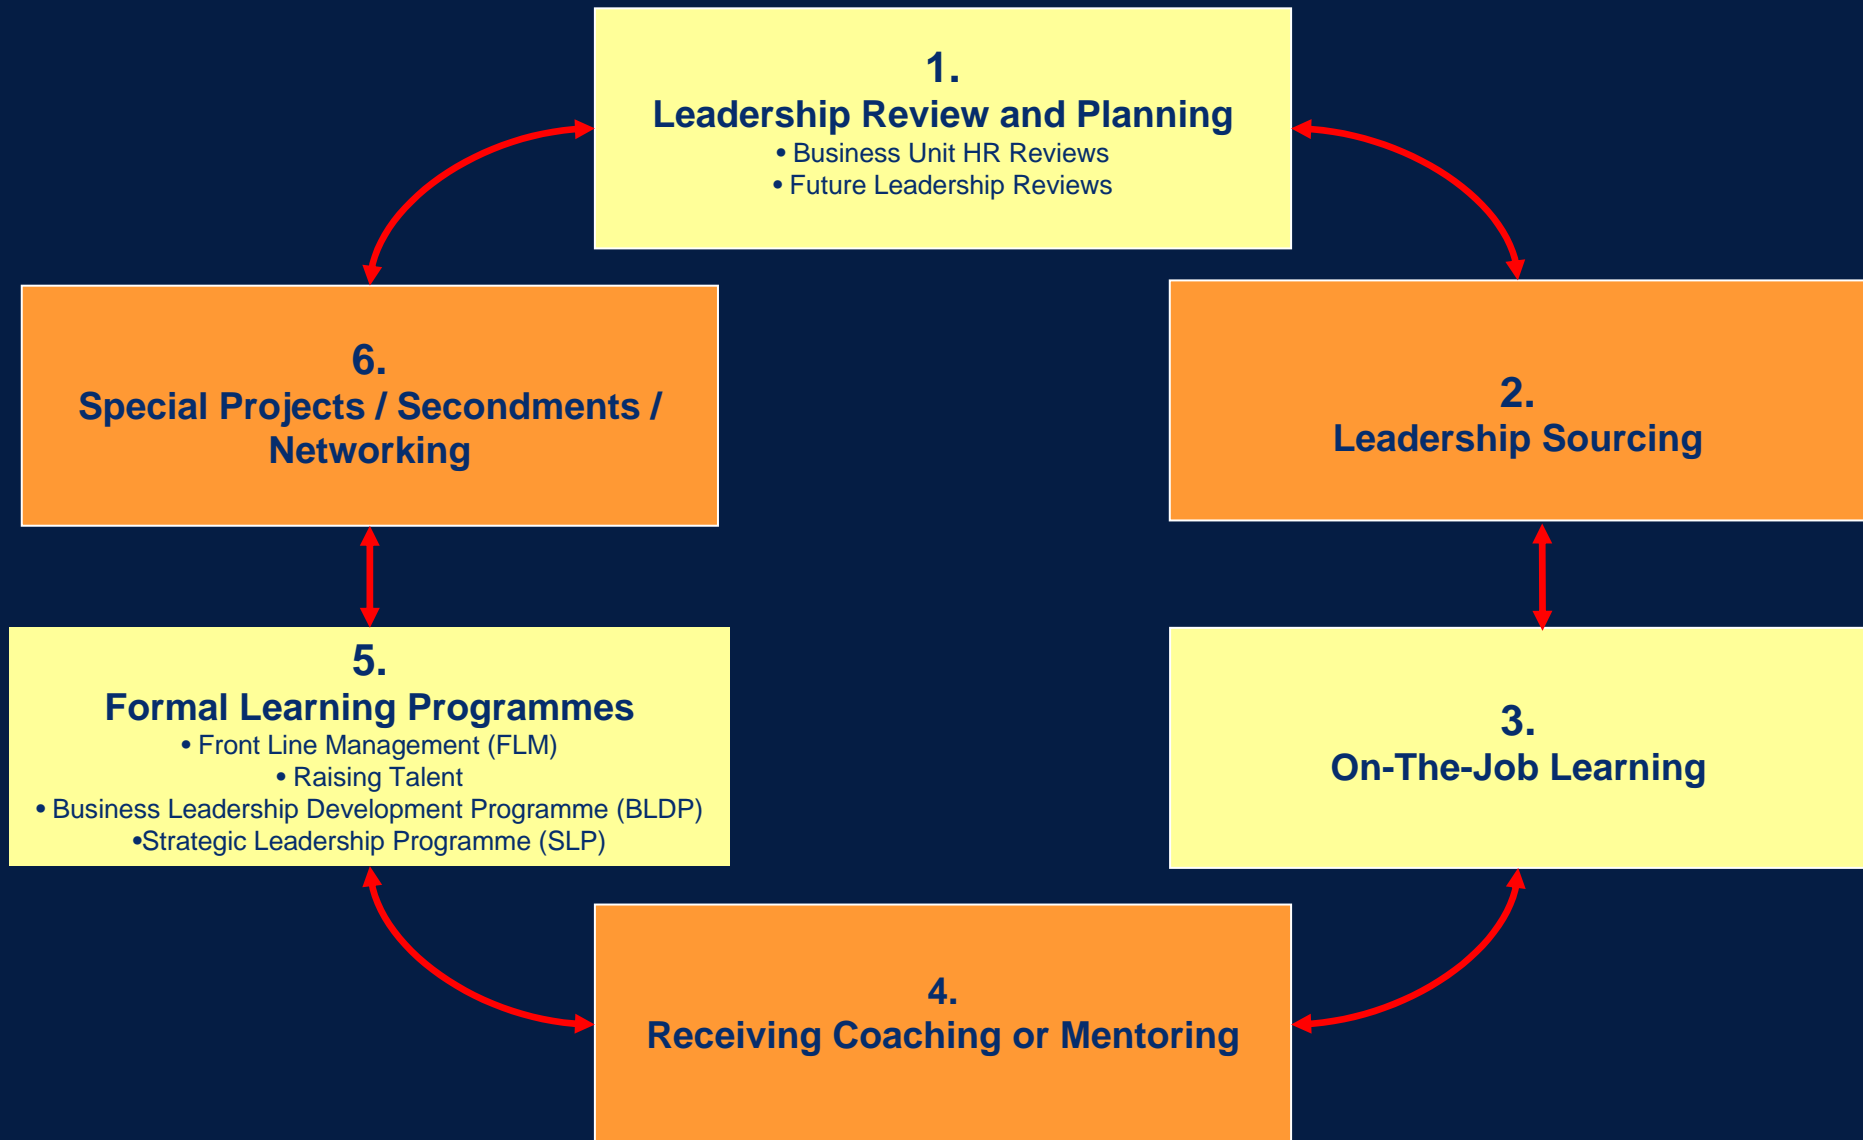 1.
Leadership Review and Planning
• Business Unit HR Reviews
• Future Leadership Reviews
2.
Leadership Sourcing
3.
On-The-Job Learning
4.
Receiving Coaching or Mentoring
5.
Formal Learning Programmes
• Front Line Management (FLM)
• Raising Talent
• Business Leadership Development Programme (BLDP)
•Strategic Leadership Programme (SLP)
6.
Special Projects / Secondments /
Networking